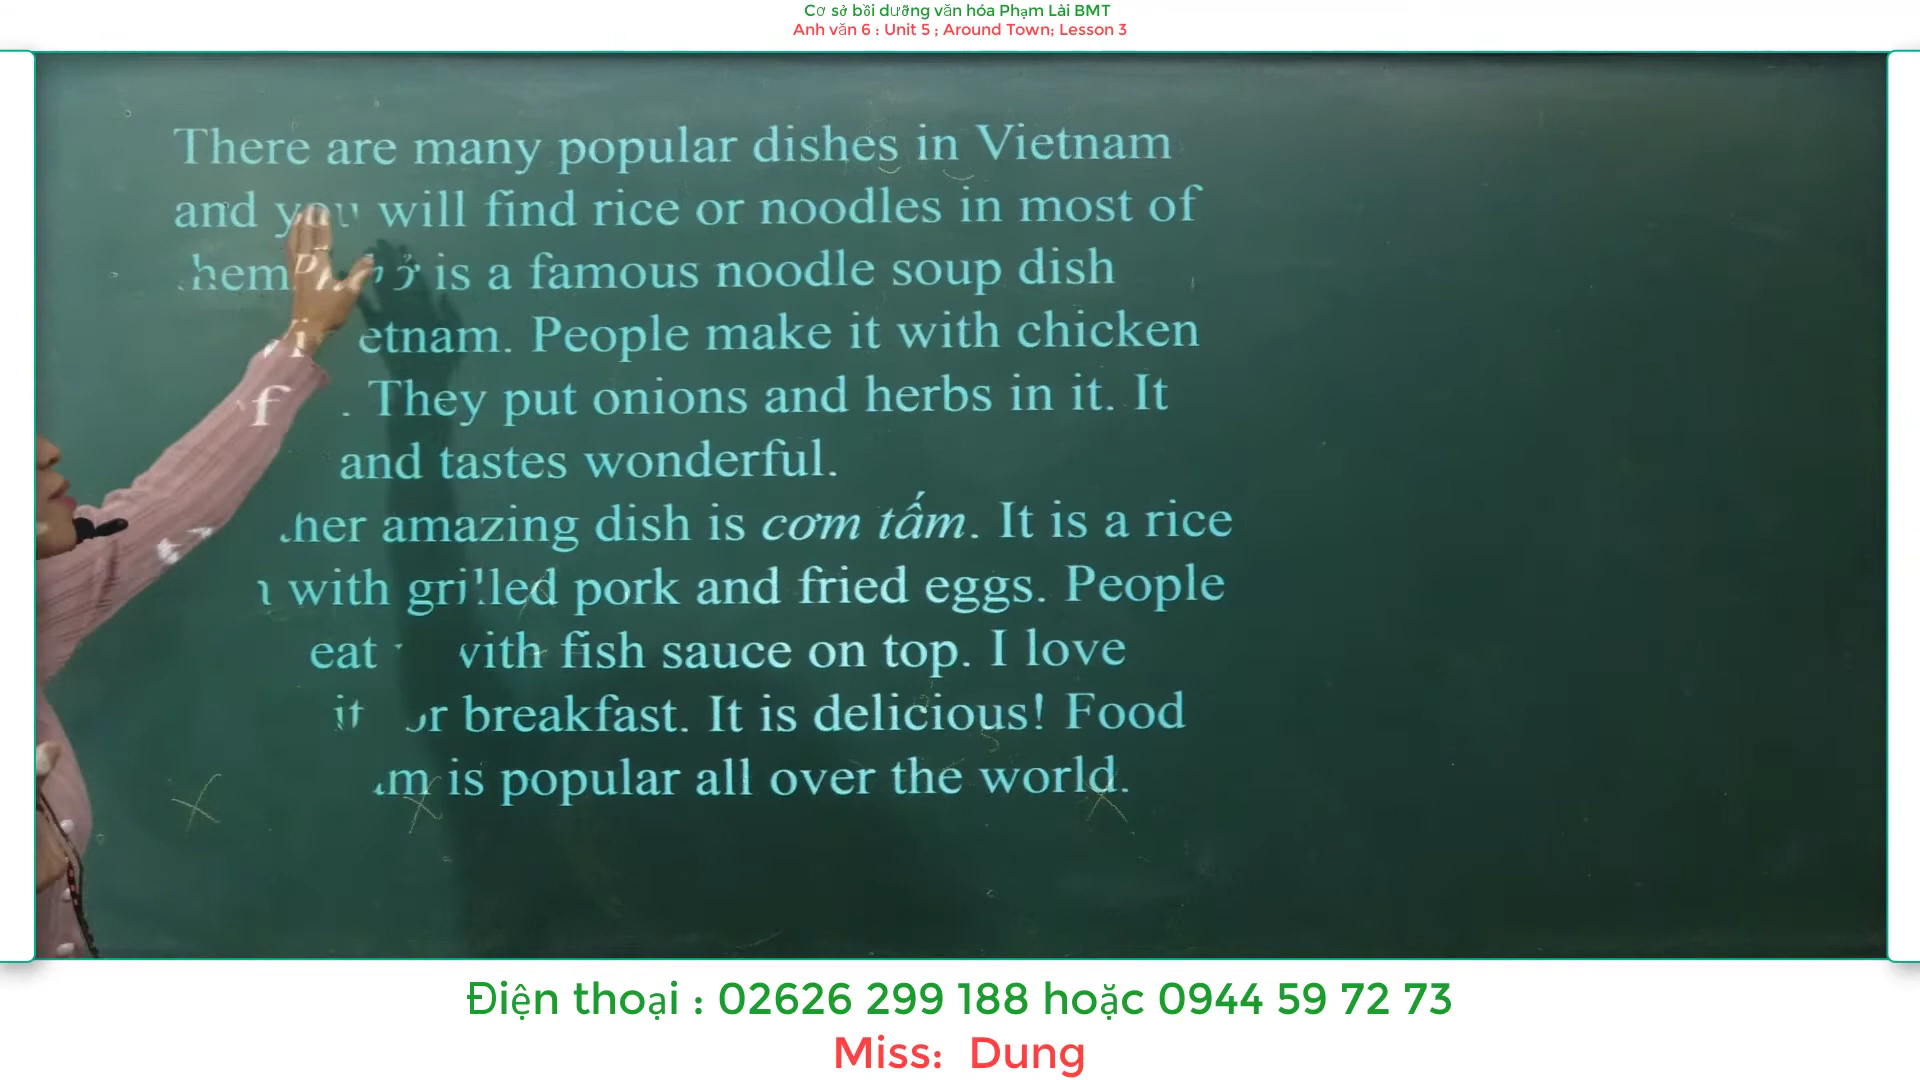 Cơ sở bồi dưỡng văn hóa Phạm Lài BMT
Anh văn 6 : Unit 5 ; Around Town; Lesson 3
There are many popular dishes in Vietnam
and you will find rice or noodles in most of
is a famous noodle soup dish
People make it with chicken
They put onions and herbs in it. It
and tastes wonderful.
amazing dish is cơm tấm. It is a rice
with grilled pork and fried eggs. People
eat with fish sauce on top. I love
it breakfast. It is delicious! Food
is popular all over the world.
Điện thoại : 02626 299 188 hoặc 0944 59 72 73
Miss: Dung